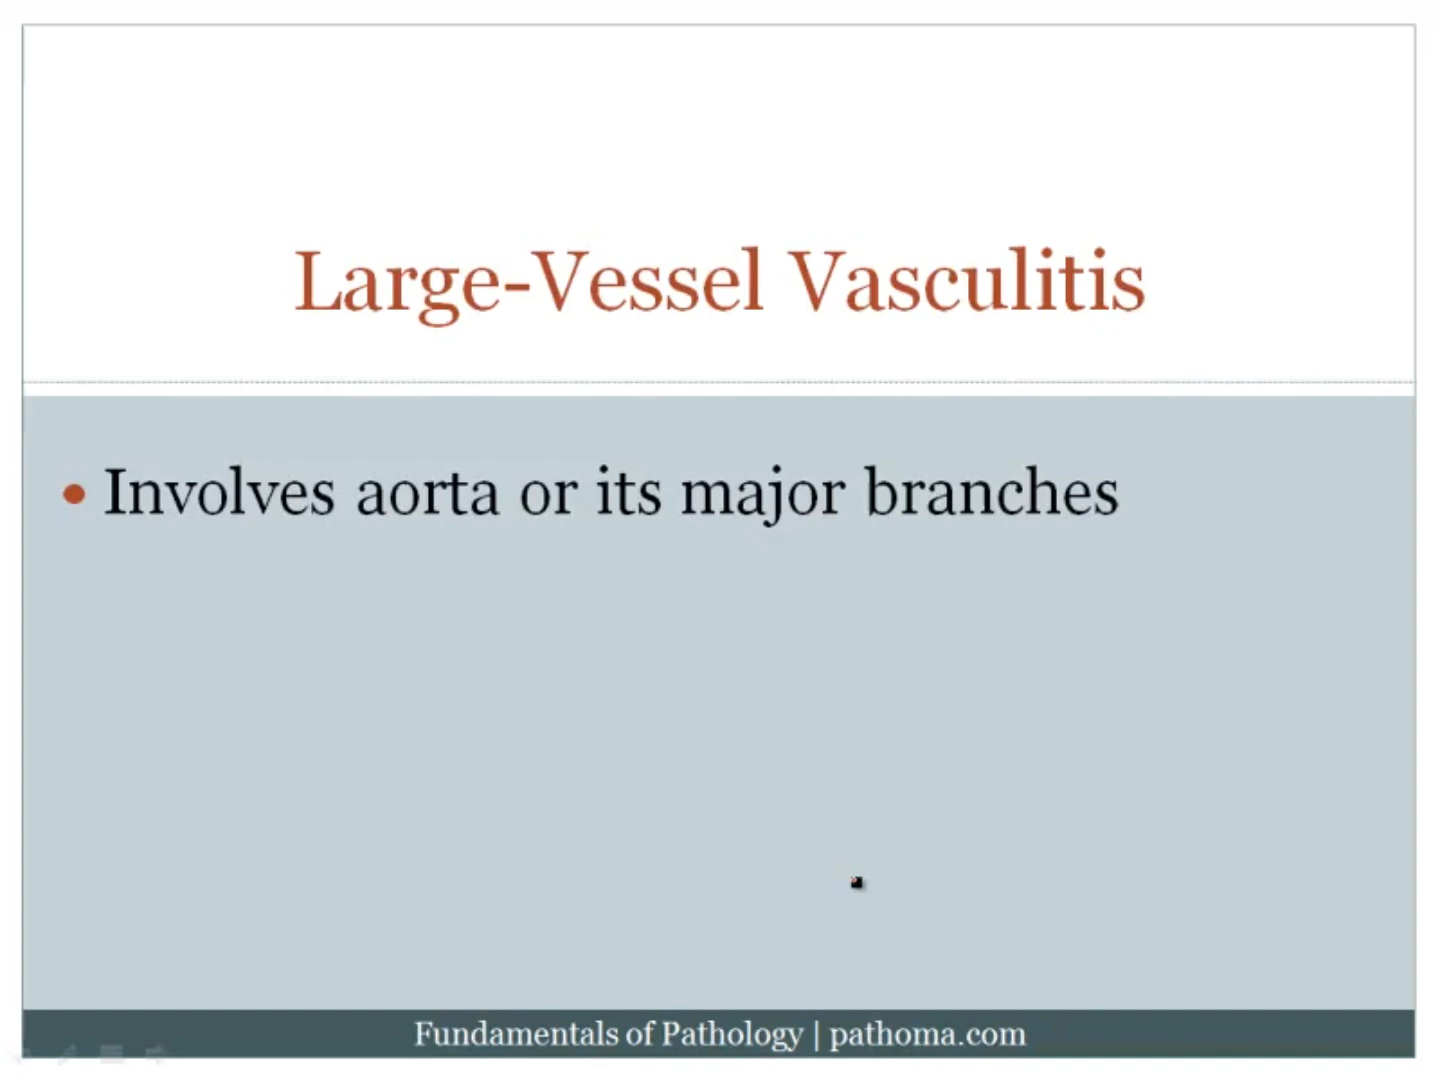 Large-Vessel Vasculitis
• Involves aorta or its major branches
Fundamentals of Pathology | pathoma.com